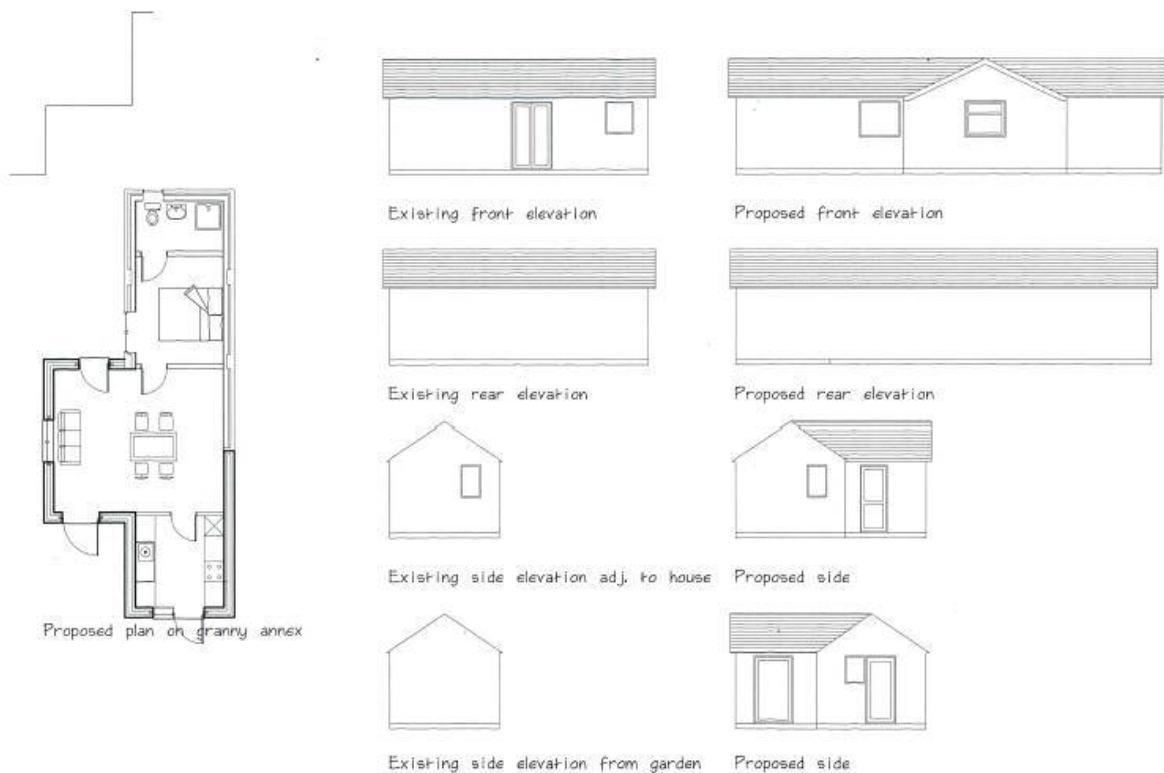 Existing front elevation
Proposed front elevation
Existing rear elevation
Proposed rear elevation
Existing side elevation adj. to house
Proposed side
Proposed plan on granny annex
Existing side elevation from garden
Proposed side